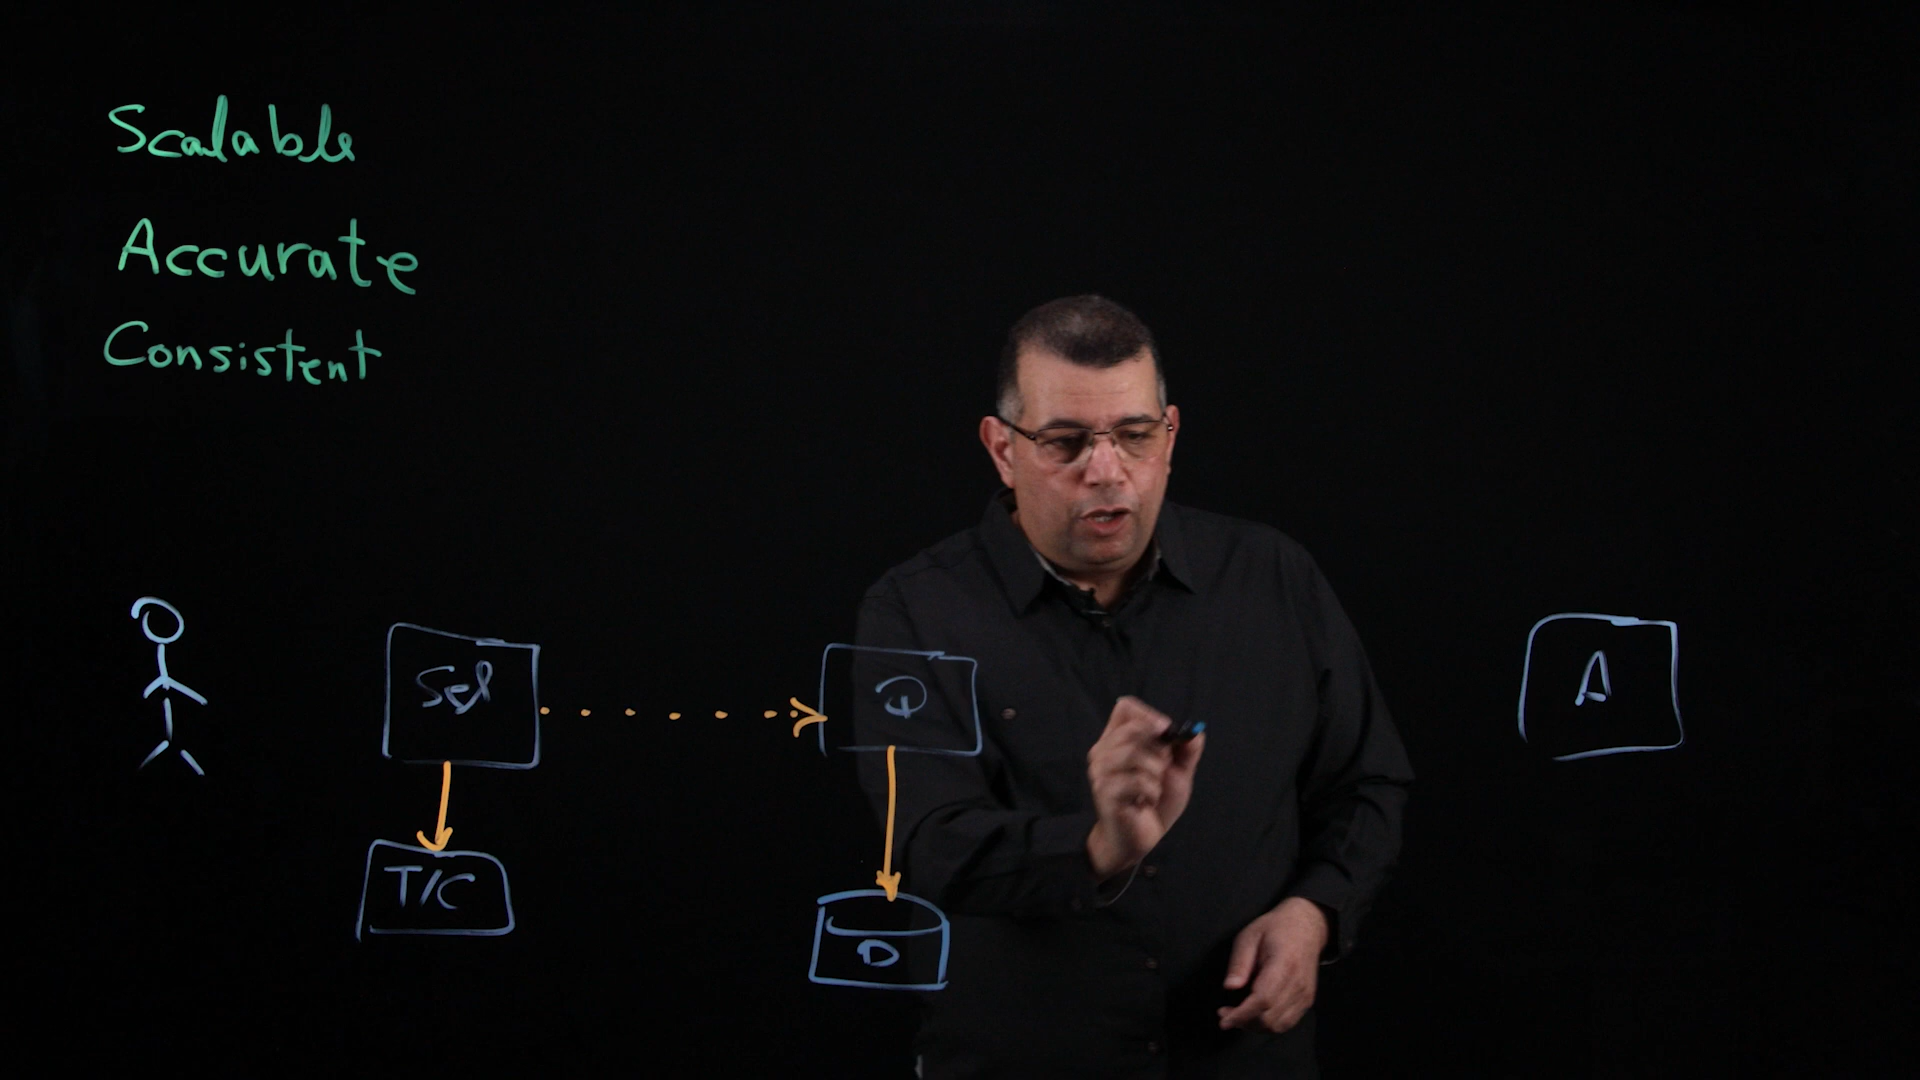 Scalable
Accurate
Consistent
Sel
A
T/C
D